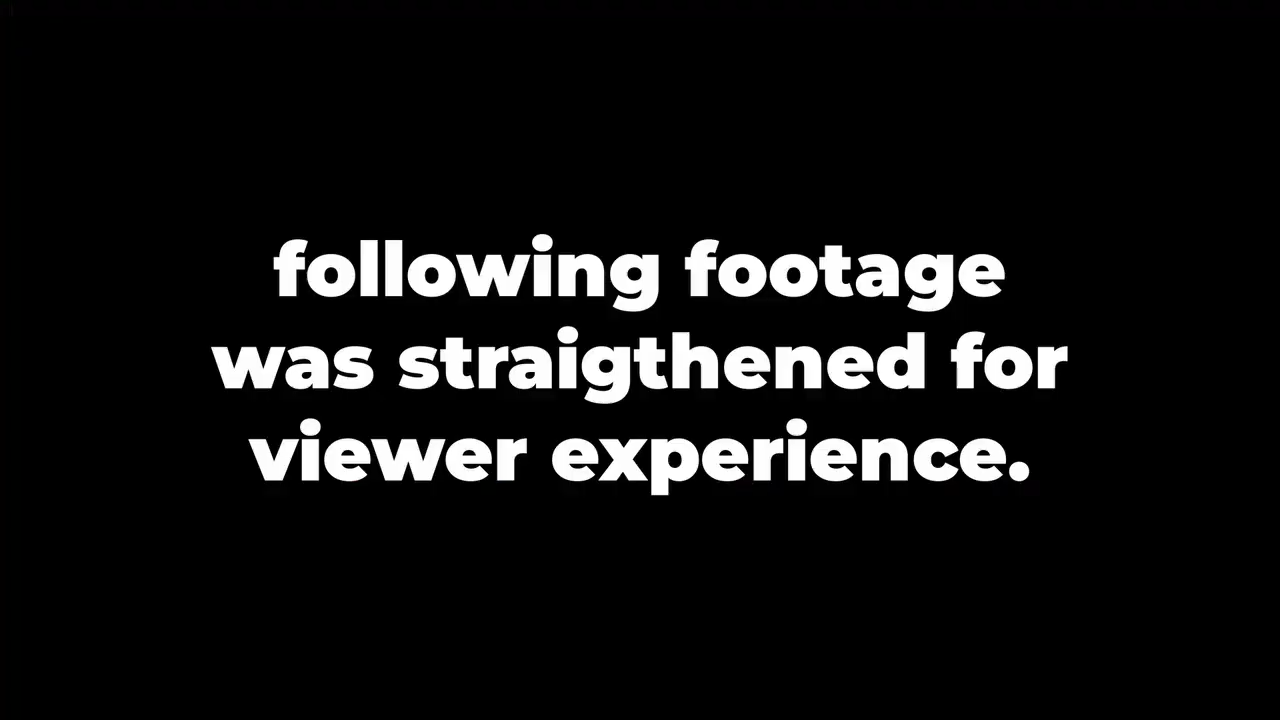 following footage
was straigthened for
viewer experience.